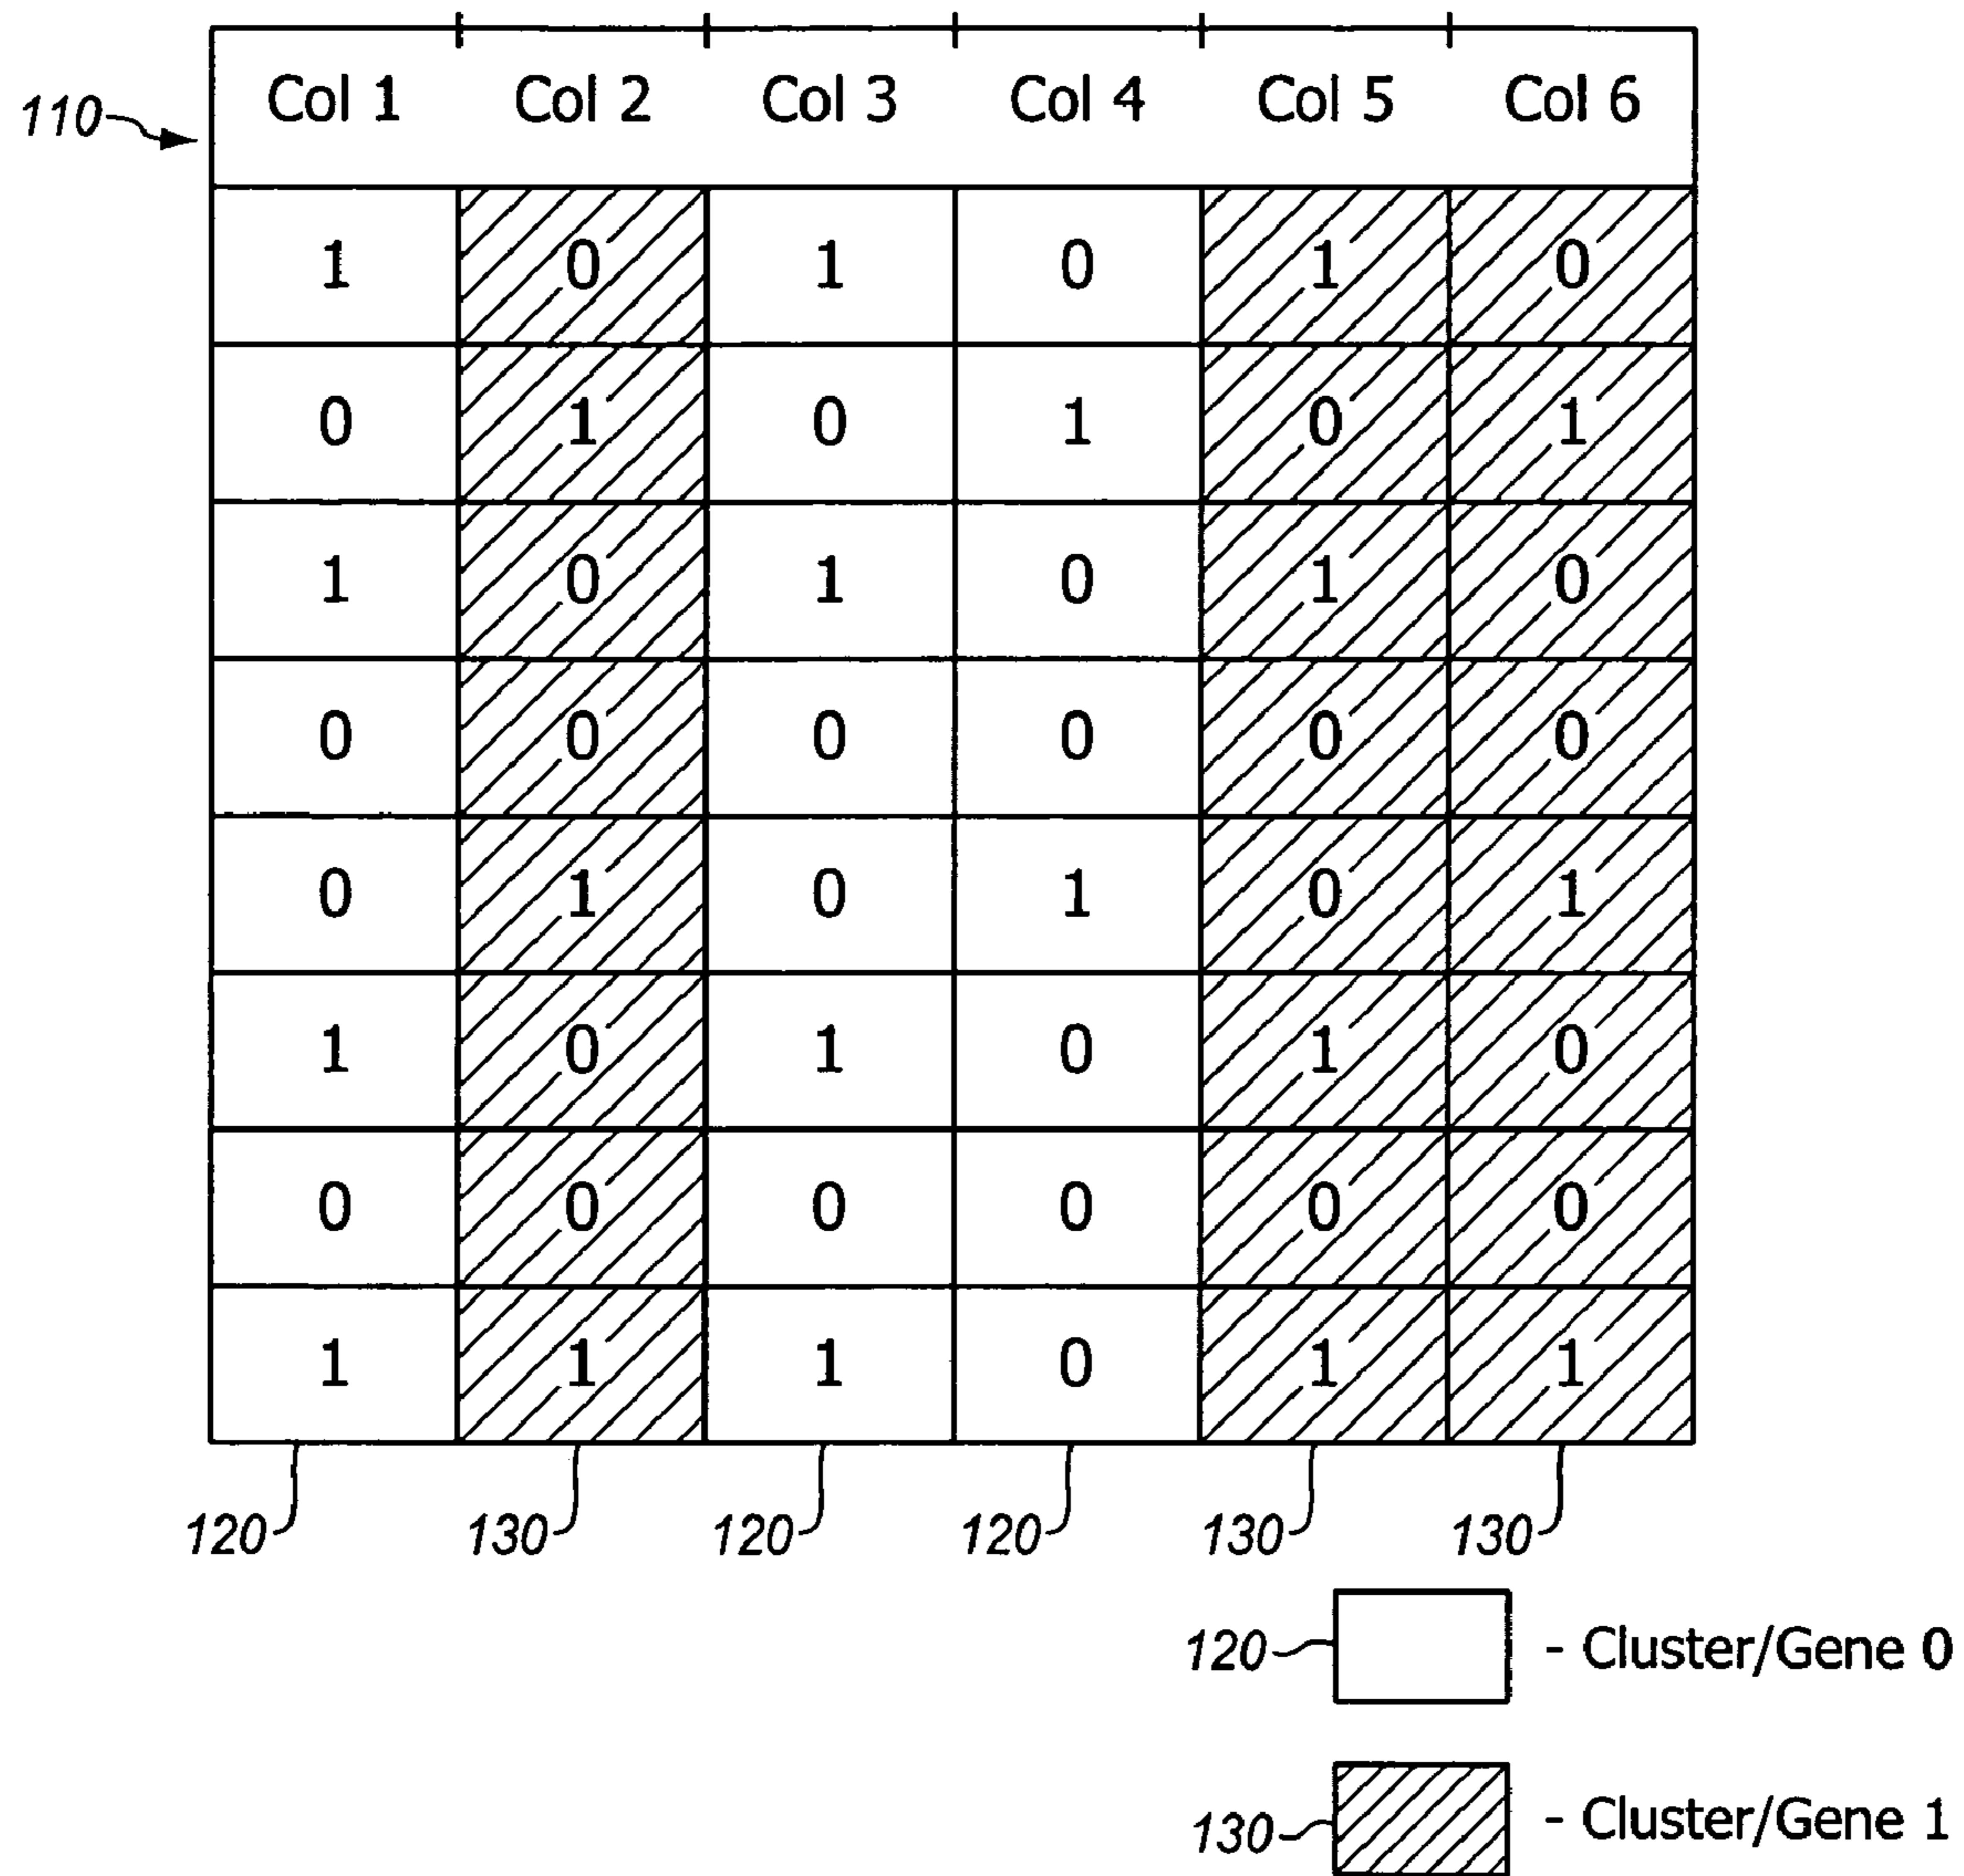 Col 1 Col 2 Col 3 Col 4 Col 5 Col 6
110
1 0 1 0 1 0
0 1 0 1 0 1
1 0 1 0 1 0
0 0 0 0 0 0
0 1 0 1 0 1
1 0 1 0 1 0
0 0 0 0 0 0
1 1 1 0 1 1
120 130 120 120 130 130
120 - Cluster/Gene 0
130 - Cluster/Gene 1